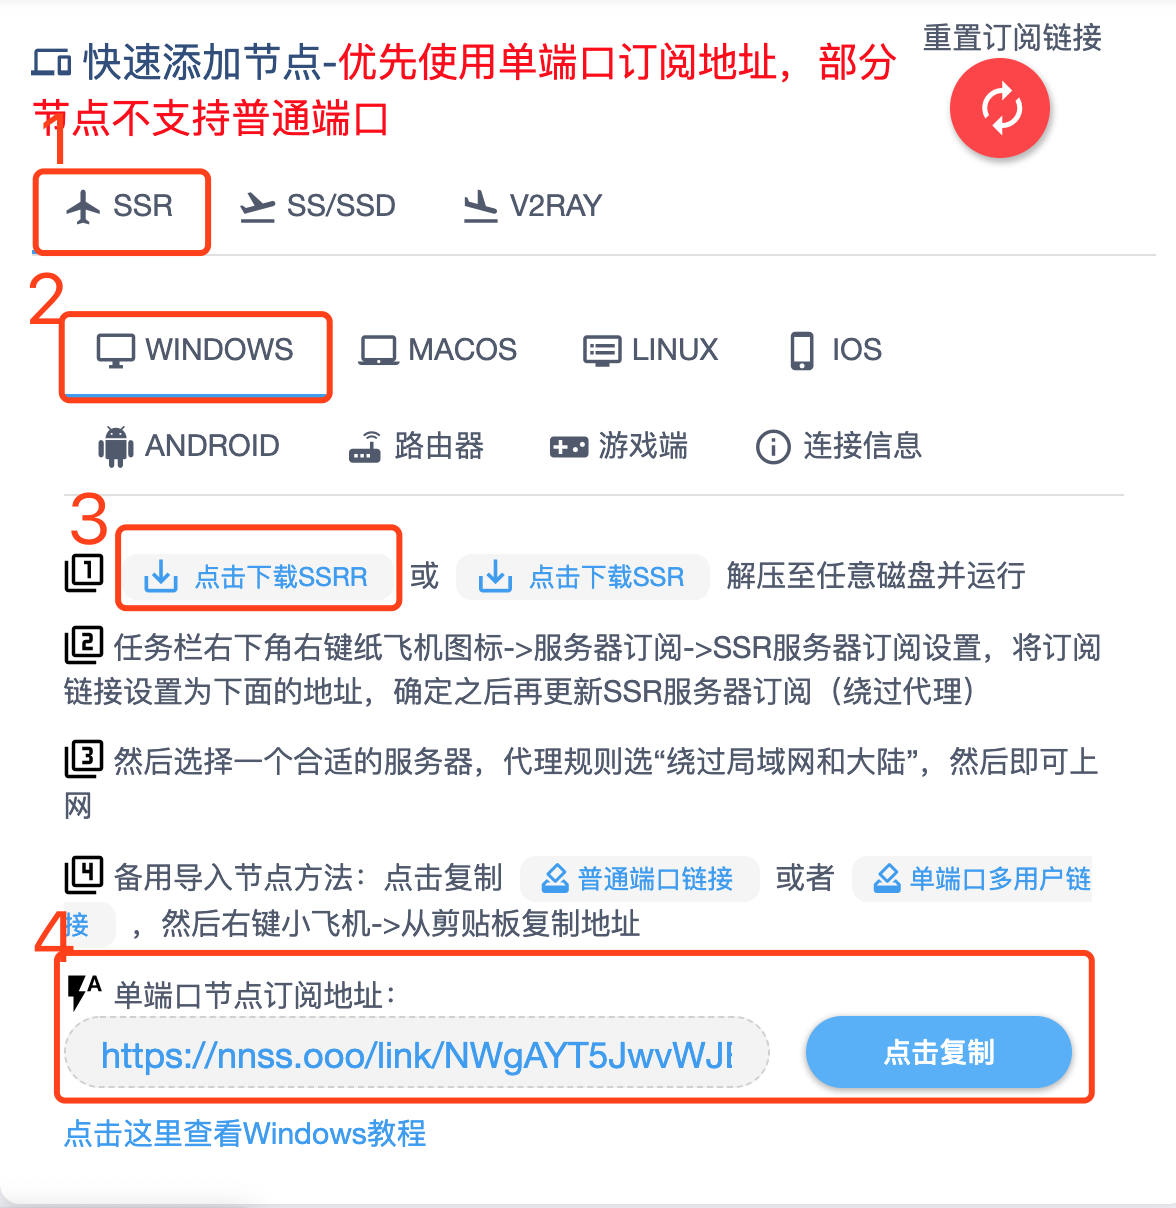 重置订阅链接
快速添加节点-优先使用单端口订阅地址，部分
节点不支持普通端口
1
SSR SS/SSD V2RAY
2
WINDOWS MACOS LINUX IOS
ANDROID 路由器 游戏端 连接信息
3
1 点击下载SSRR 或 点击下载SSR 解压至任意磁盘并运行
2 任务栏右下角右键纸飞机图标->服务器订阅->SSR服务器订阅设置，将订阅
链接设置为下面的地址，确定之后再更新SSR服务器订阅（绕过代理）
3 然后选择一个合适的服务器，代理规则选“绕过局域网和大陆”，然后即可上
网
4 备用导入节点方法：点击复制 普通端口链接 或者 单端口多用户链
接 ，然后右键小飞机->从剪贴板复制地址
4
A 单端口节点订阅地址：
https://nnss.ooo/link/NWgAYT5JwvWJ 点击复制
点击这里查看Windows教程